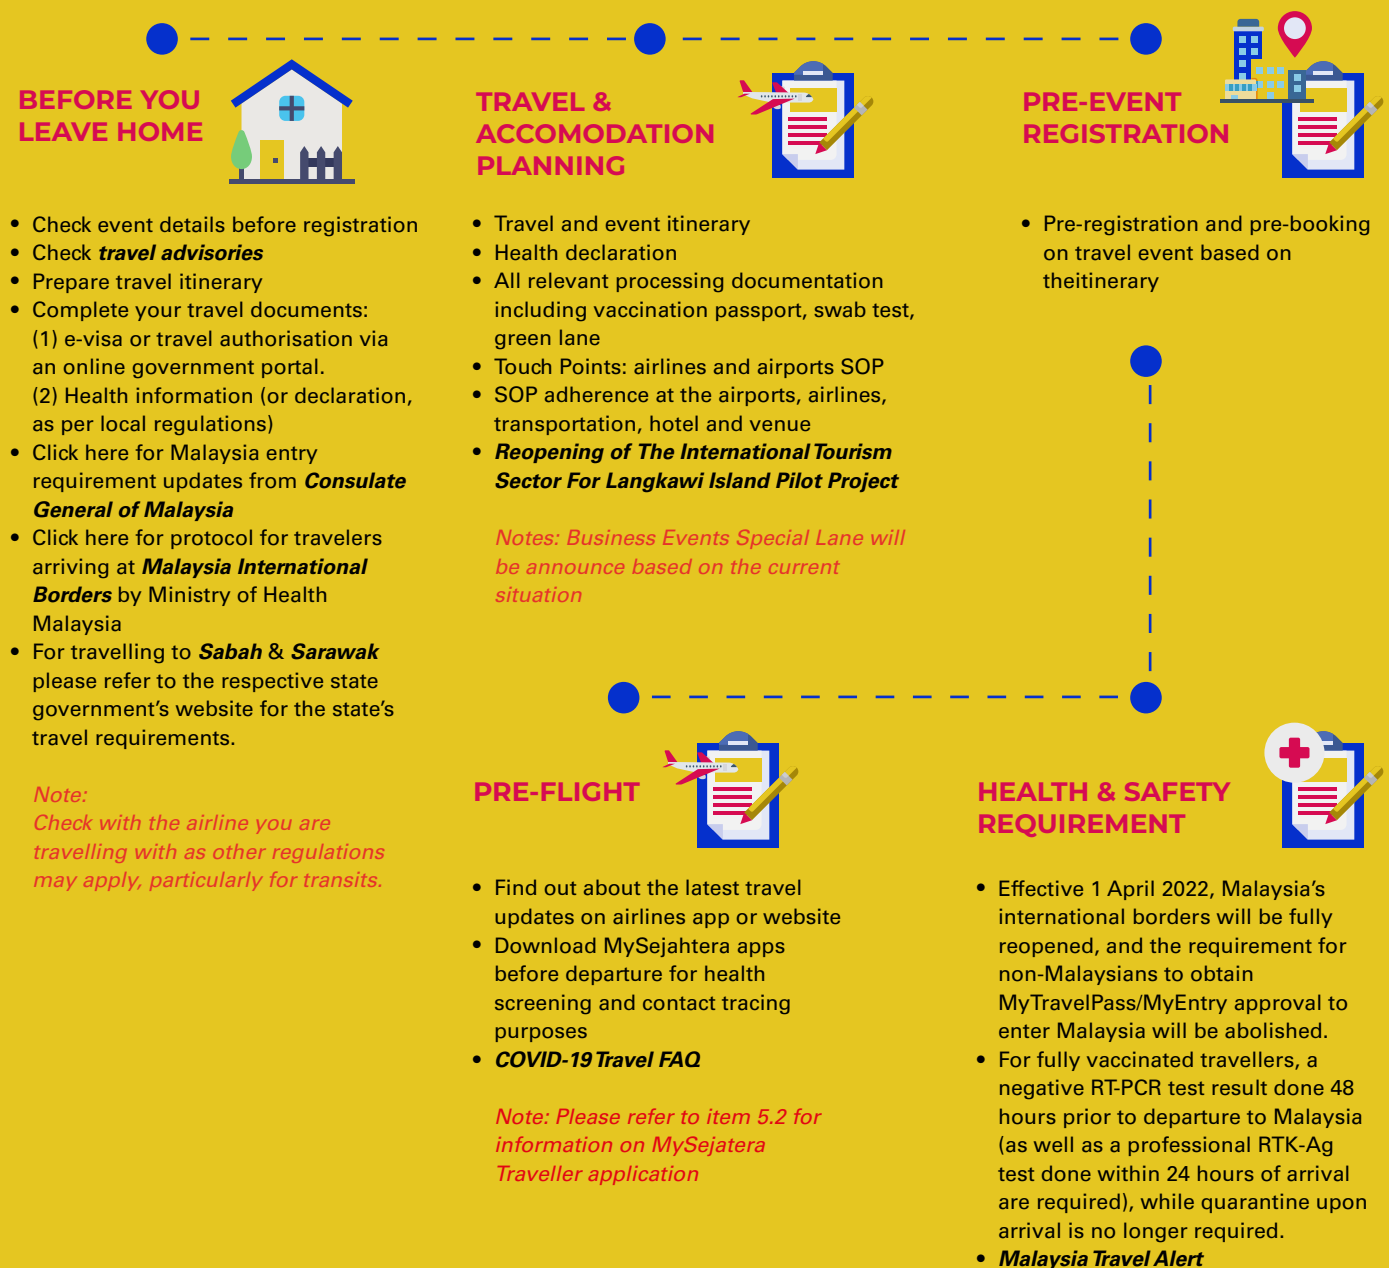 BEFORE YOU
LEAVE HOME
• Check event details before registration
• Check travel advisories
• Prepare travel itinerary
• Complete your travel documents:
(1) e-visa or travel authorisation via
an online government portal.
(2) Health information (or declaration,
as per local regulations)
• Click here for Malaysia entry
requirement updates from Consulate
General of Malaysia
• Click here for protocol for travelers
arriving at Malaysia International
Borders by Ministry of Health
Malaysia
• For travelling to Sabah & Sarawak
please refer to the respective state
government’s website for the state’s
travel requirements.
Note:
Check with the airline you are
travelling with as other regulations
may apply, particularly for transits.
TRAVEL &
ACCOMODATION
PLANNING
• Travel and event itinerary
• Health declaration
• All relevant processing documentation
including vaccination passport, swab test,
green lane
• Touch Points: airlines and airports SOP
• SOP adherence at the airports, airlines,
transportation, hotel and venue
• Reopening of The International Tourism
Sector For Langkawi Island Pilot Project
Notes: Business Events Special Lane will
be announce based on the current
situation
PRE-EVENT
REGISTRATION
• Pre-registration and pre-booking
on travel event based on
theitinerary
HEALTH & SAFETY
REQUIREMENT
• Effective 1 April 2022, Malaysia’s
international borders will be fully
reopened, and the requirement for
non-Malaysians to obtain
MyTravelPass/MyEntry approval to
enter Malaysia will be abolished.
• For fully vaccinated travellers, a
negative RT-PCR test result done 48
hours prior to departure to Malaysia
(as well as a professional RTK-Ag
test done within 24 hours of arrival
are required), while quarantine upon
arrival is no longer required.
• Malaysia Travel Alert
PRE-FLIGHT
• Find out about the latest travel
updates on airlines app or website
• Download MySejahtera apps
before departure for health
screening and contact tracing
purposes
• COVID-19 Travel FAQ
Note: Please refer to item 5.2 for
information on MySejatera
Traveller application